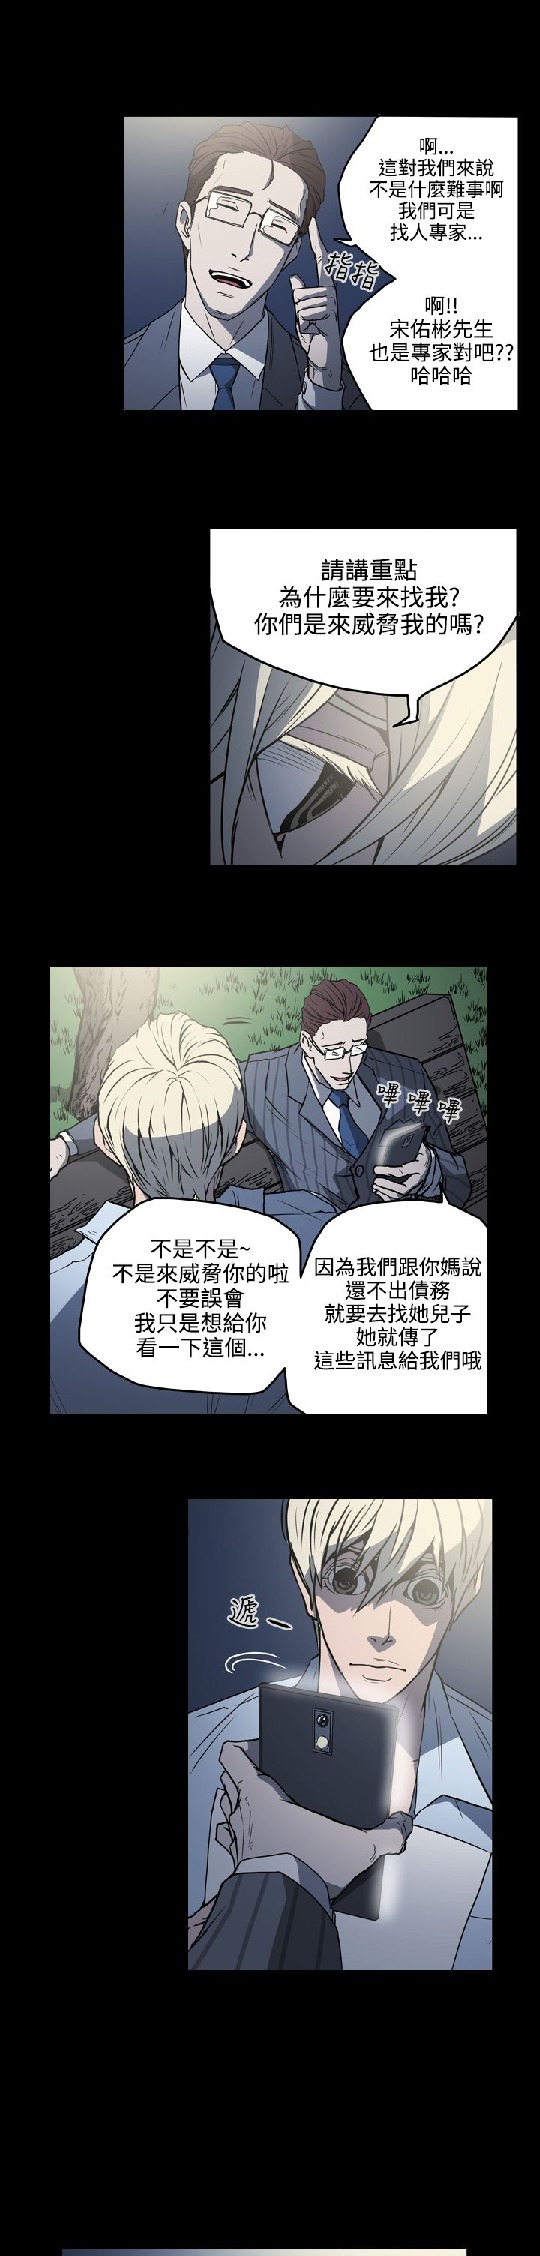 啊...
這對我們來說
不是什麼難事啊
我們可是
找人專家...
指指
啊!!
宋佑彬先生
也是專家對吧??
哈哈哈
請講重點
為什麼要來找我?
你們是來威脅我的嗎?
嗶 嗶 嗶
不是不是~
不是來威脅你的啦
不要誤會
我只是想給你
看一下這個...
因為我們跟你媽說
還不出債務
就要去找她兒子
她就傳了
這些訊息給我們哦
遞一